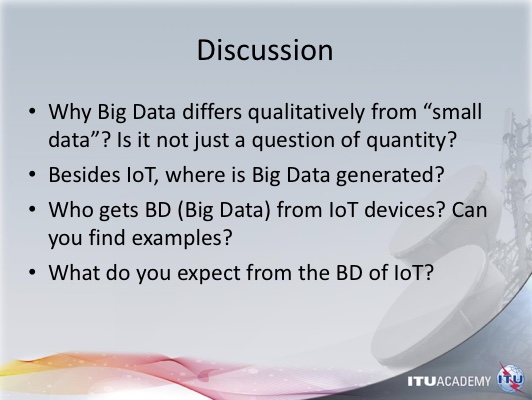 Discussion
• Why Big Data differs qualitatively from “small
data”? Is it not just a question of quantity?
• Besides IoT, where is Big Data generated?
• Who gets BD (Big Data) from IoT devices? Can
you find examples?
• What do you expect from the BD of IoT?
ITUACADEMY ITU